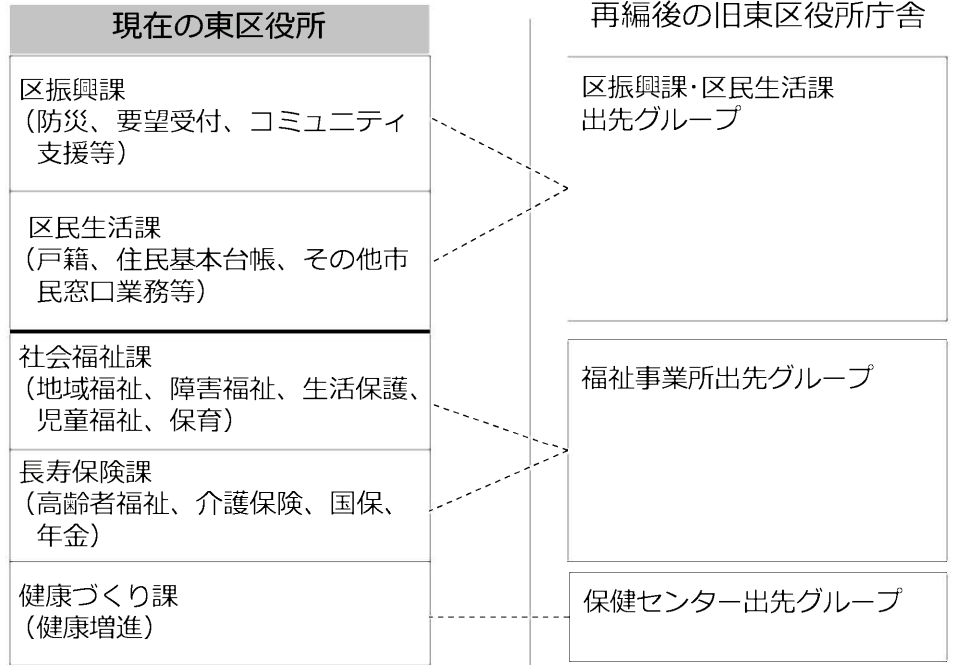 現在の東区役所
区振興課
（防災、要望受付、コミュニティ
支援等）
区民生活課
（戸籍、住民基本台帳、その他市
民窓口業務等）
社会福祉課
（地域福祉、障害福祉、生活保護、
児童福祉、保育）
長寿保険課
（高齢者福祉、介護保険、国保、
年金）
健康づくり課
（健康増進）
再編後の旧東区役所庁舎
区振興課･区民生活課
出先グループ
福祉事業所出先グループ
保健センター出先グループ